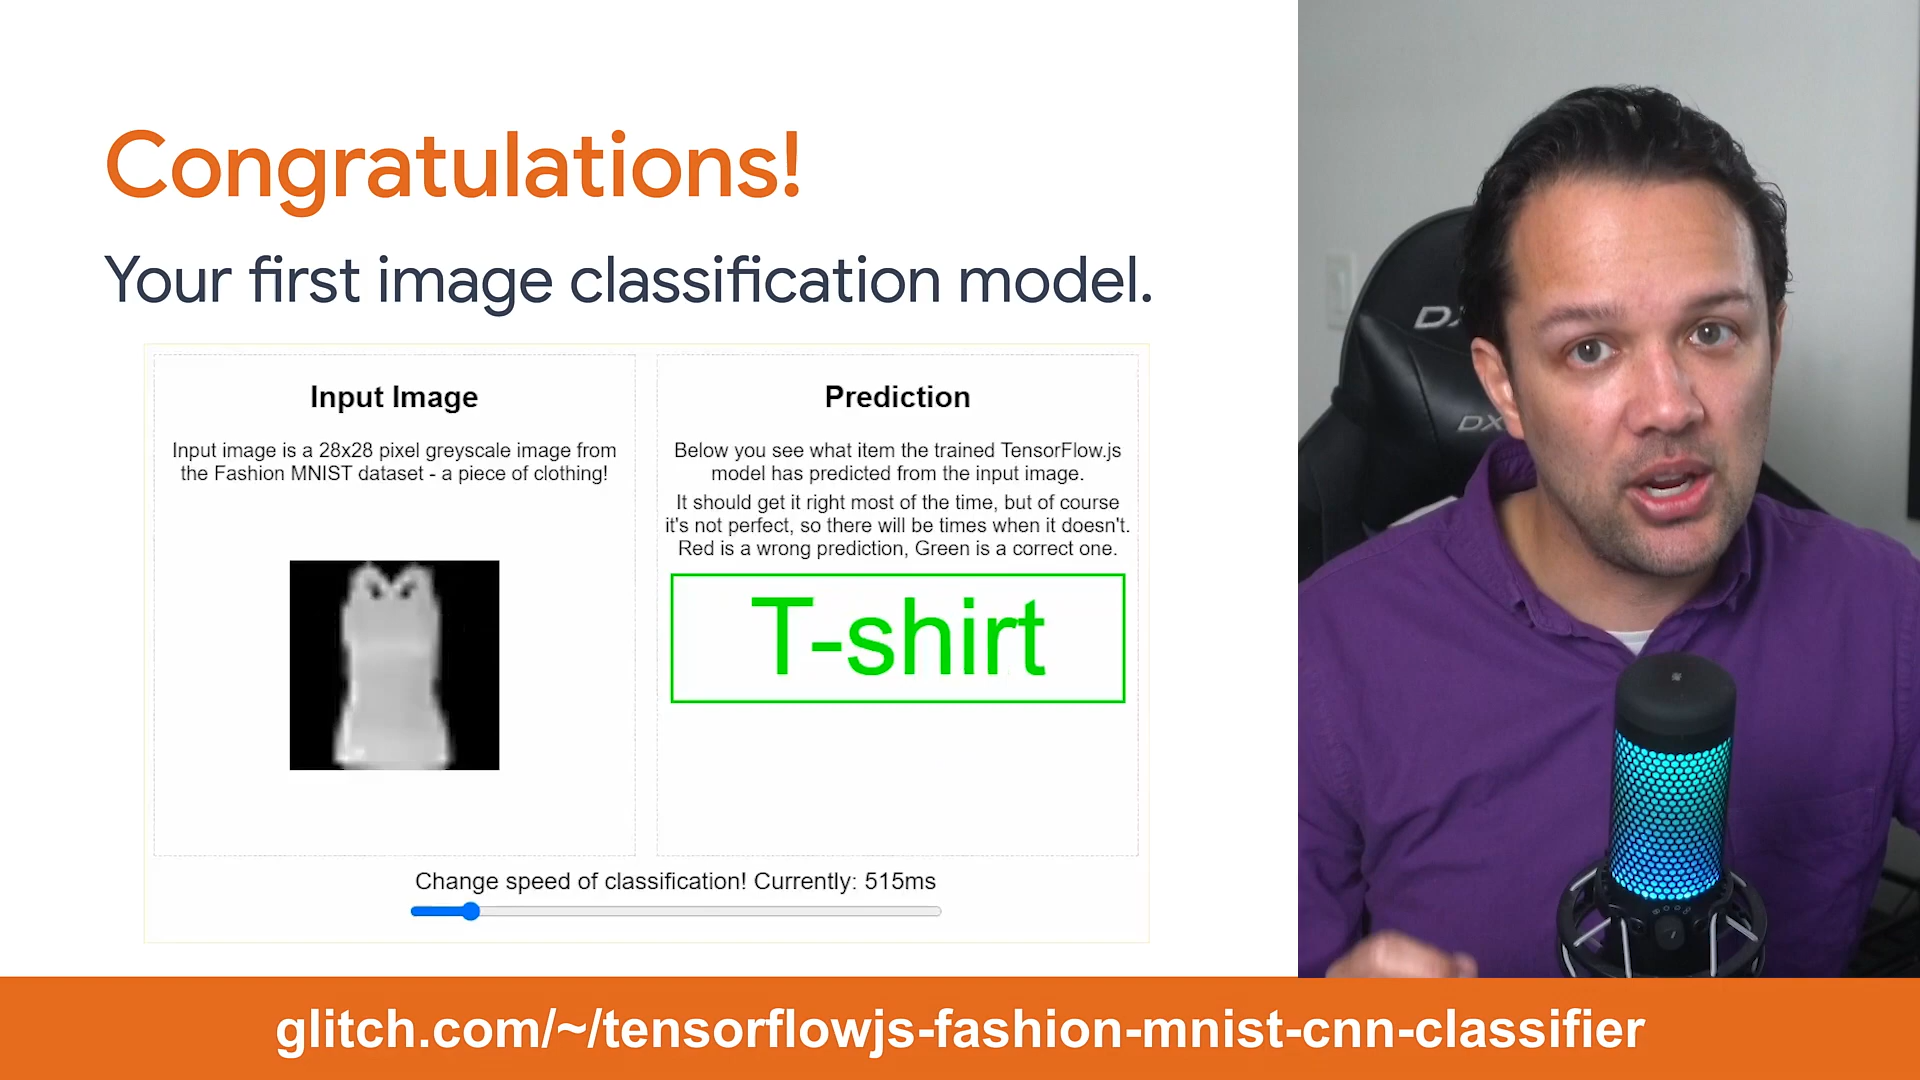 Congratulations!
Your first image classification model.
Input Image
Input image is a 28x28 pixel greyscale image from
the Fashion MNIST dataset - a piece of clothing!
Prediction
Below you see what item the trained TensorFlow.js
model has predicted from the input image.
It should get it right most of the time, but of course
it's not perfect, so there will be times when it doesn't.
Red is a wrong prediction, Green is a correct one.
T-shirt
Change speed of classification! Currently: 515ms
DX
DX
glitch.com/~/tensorflowjs-fashion-mnist-cnn-classifier